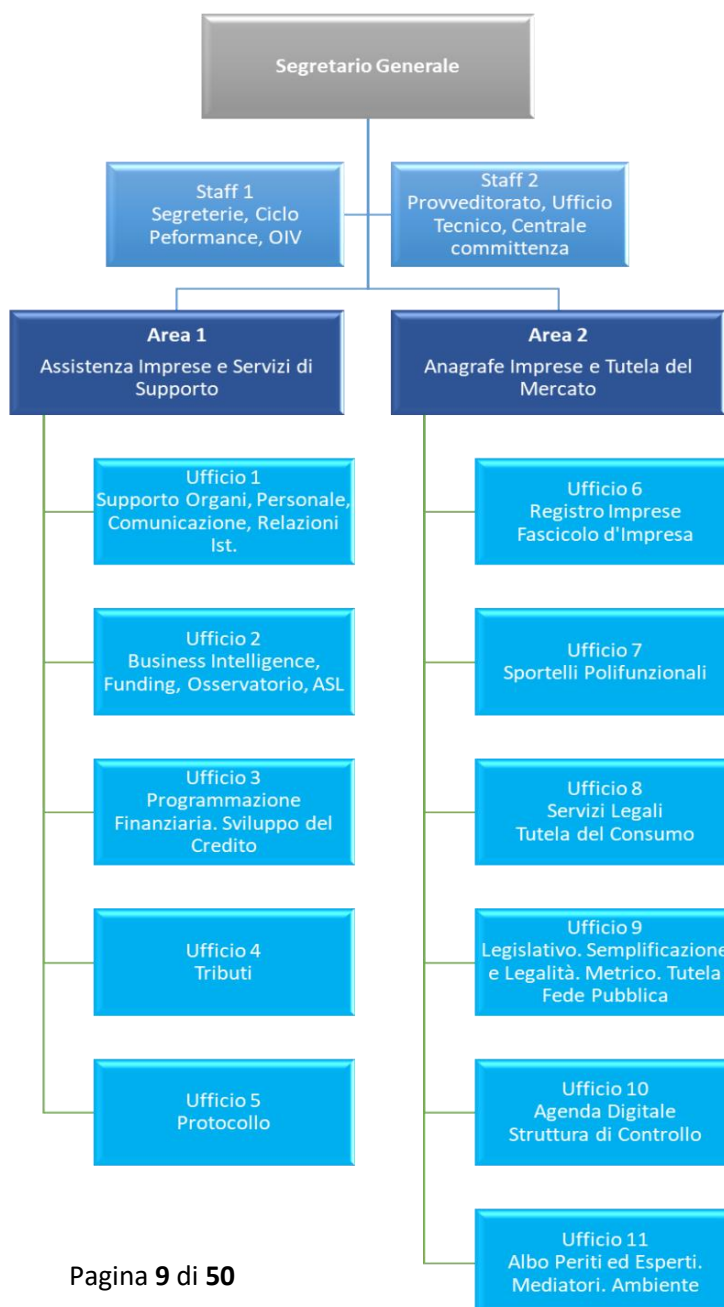 Segretario Generale
Staff 1
Segreterie, Ciclo
Peformance, OIV
Staff 2
Provveditorato, Ufficio
Tecnico, Centrale
committenza
Area 1
Assistenza Imprese e Servizi di
Supporto
Area 2
Anagrafe Imprese e Tutela del
Mercato
Ufficio 1
Supporto Organi, Personale,
Comunicazione, Relazioni
Ist.
Ufficio 2
Business Intelligence,
Funding, Osservatorio, ASL
Ufficio 3
Programmazione
Finanziaria. Sviluppo del
Credito
Ufficio 4
Tributi
Ufficio 5
Protocollo
Ufficio 6
Registro Imprese
Fascicolo d'Impresa
Ufficio 7
Sportelli Polifunzionali
Ufficio 8
Servizi Legali
Tutela del Consumo
Ufficio 9
Legislativo. Semplificazione
e Legalità. Metrico. Tutela
Fede Pubblica
Ufficio 10
Agenda Digitale
Struttura di Controllo
Ufficio 11
Albo Periti ed Esperti.
Mediatori. Ambiente
Pagina 9 di 50